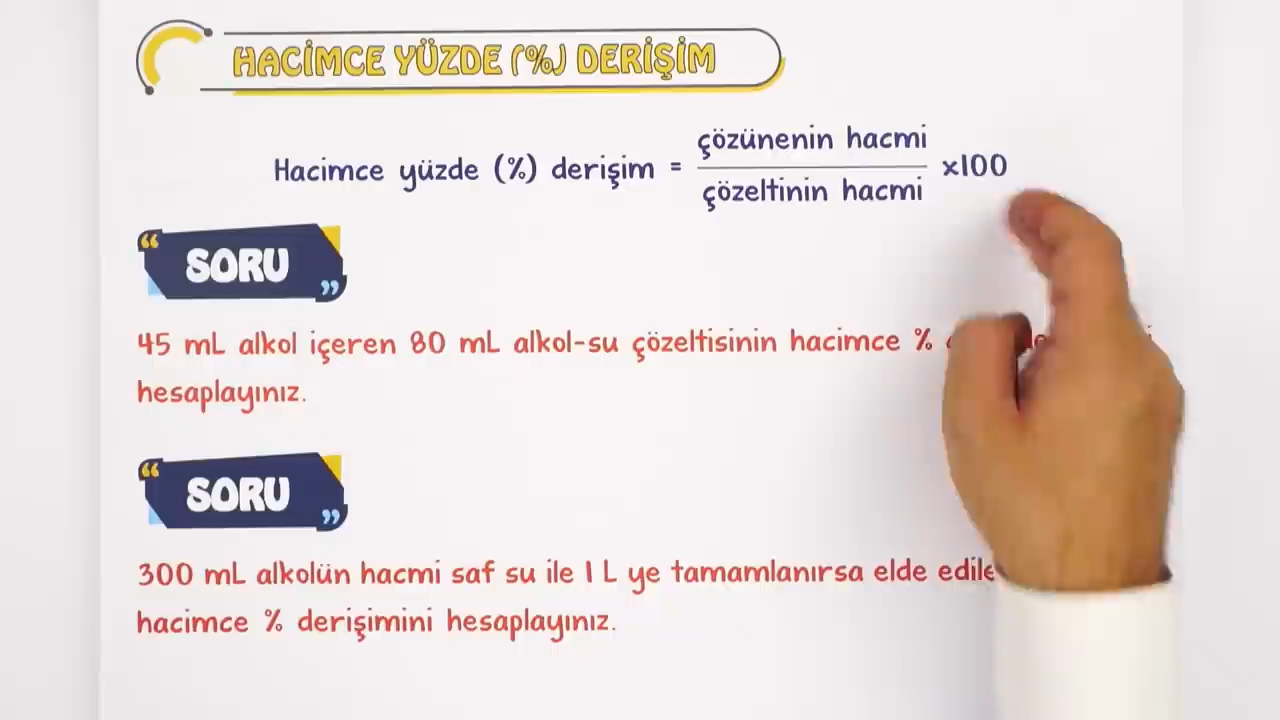 HACİMCE YÜZDE (%) DERİŞİM
Hacimce yüzde (%) derişim = çözünenin hacmi
çözeltinin hacmi x100
SORU
45 mL alkol içeren 80 mL alkol-su çözeltisinin hacimce %
hesaplayınız.
SORU
300 mL alkolün hacmi saf su ile 1 L ye tamamlanırsa elde
hacimce % derişimini hesaplayınız.